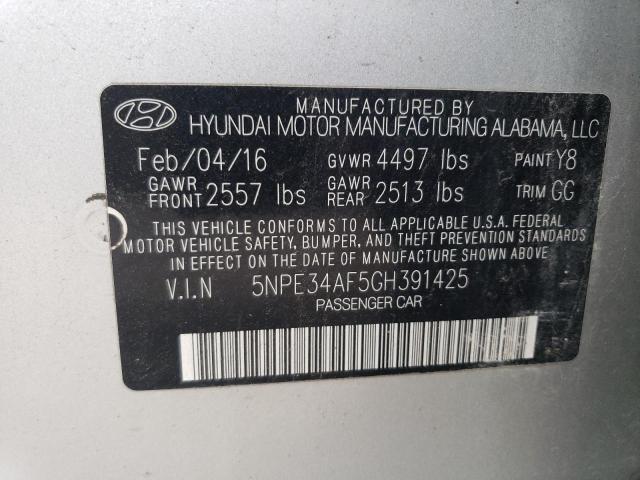 MANUFACTURED BY
HYUNDAI MOTOR MANUFACTURING ALABAMA, LLC
Feb/04/16 GVWR 4497 lbs PAINT Y8
GAWR FRONT 2557 lbs GAWR REAR 2513 lbs TRIM GG
THIS VEHICLE CONFORMS TO ALL APPLICABLE U.S.A. FEDERAL
MOTOR VEHICLE SAFETY, BUMPER, AND THEFT PREVENTION STANDARDS
IN EFFECT ON THE DATE OF MANUFACTURE SHOWN ABOVE.
V.I.N 5NPE34AF5GH391425
PASSENGER CAR